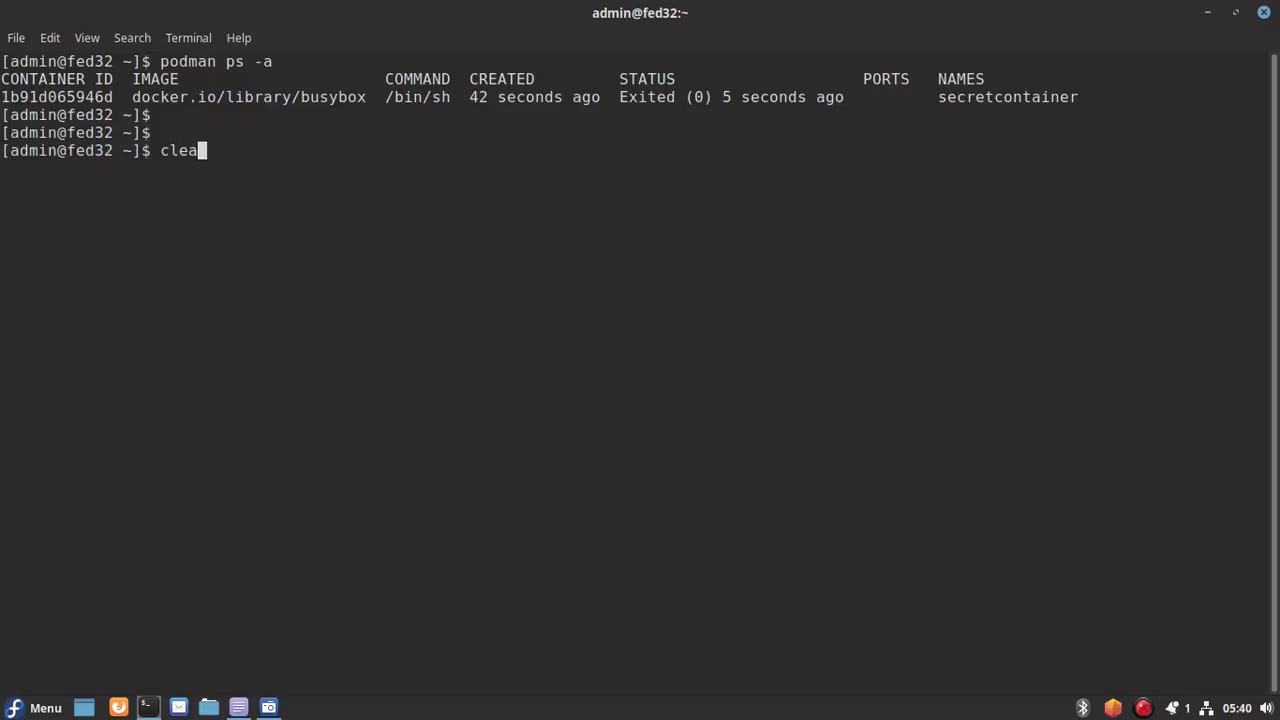 admin@fed32:~
File Edit View Search Terminal Help
[admin@fed32 ~]$ podman ps -a
CONTAINER ID  IMAGE                      COMMAND  CREATED         STATUS                    PORTS   NAMES
1b91d065946d  docker.io/library/busybox  /bin/sh  42 seconds ago  Exited (0) 5 seconds ago          secretcontainer
[admin@fed32 ~]$
[admin@fed32 ~]$
[admin@fed32 ~]$ clea
Menu 1 05:40